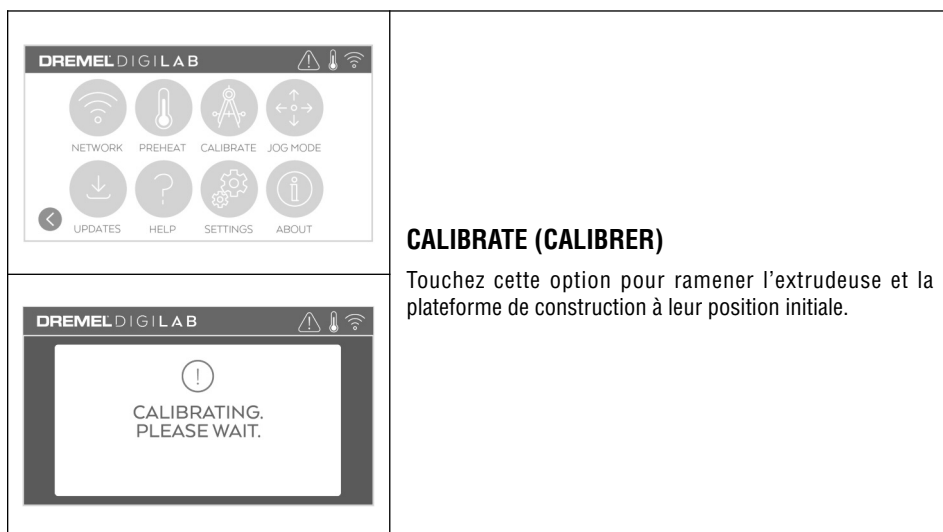 DREMEL DIGILAB
NETWORK PREHEAT CALIBRATE JOG MODE
UPDATES HELP SETTINGS ABOUT
DREMEL DIGILAB
CALIBRATING.
PLEASE WAIT.
CALIBRATE (CALIBRER)
Touchez cette option pour ramener l’extrudeuse et la
plateforme de construction à leur position initiale.